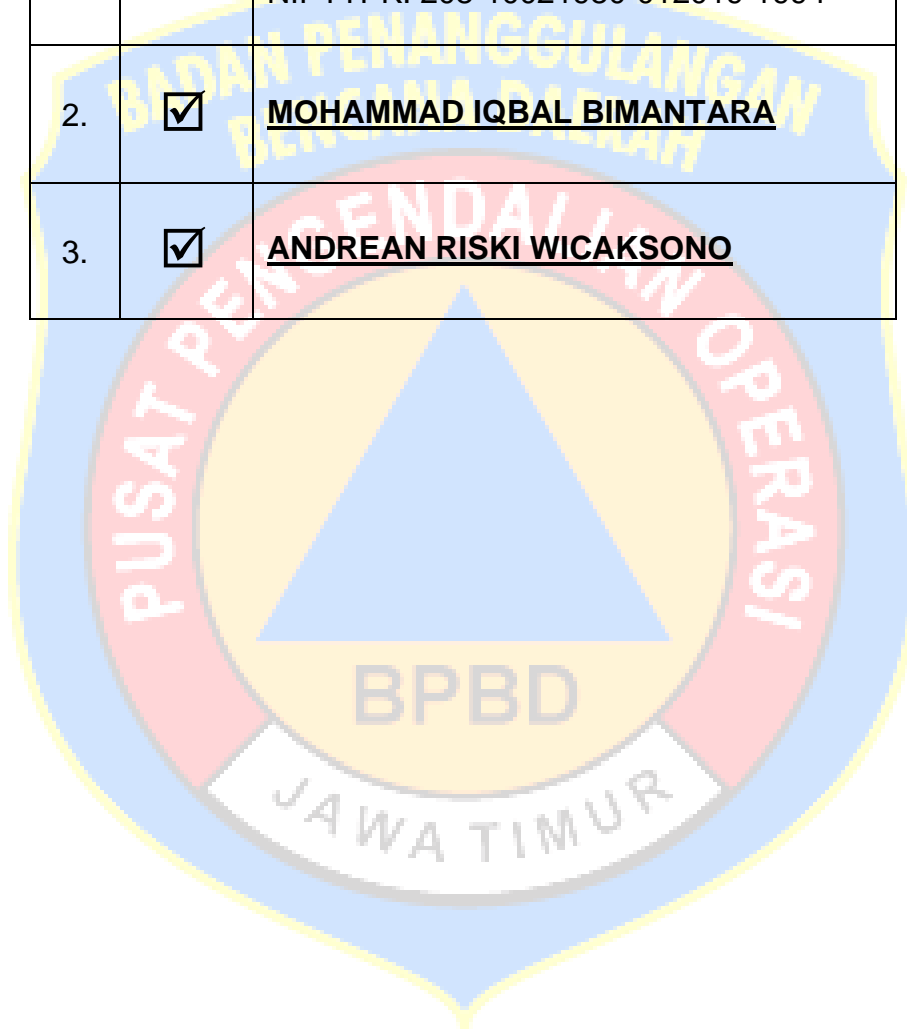 2. ☑ MOHAMMAD IQBAL BIMANTARA
3. ☑ ANDREAN RISKI WICAKSONO
BADAN PENANGGULANGAN
BENCANA DAERAH
PUSAT PENGENDALIAN OPERASI
BPBD
JAWA TIMUR